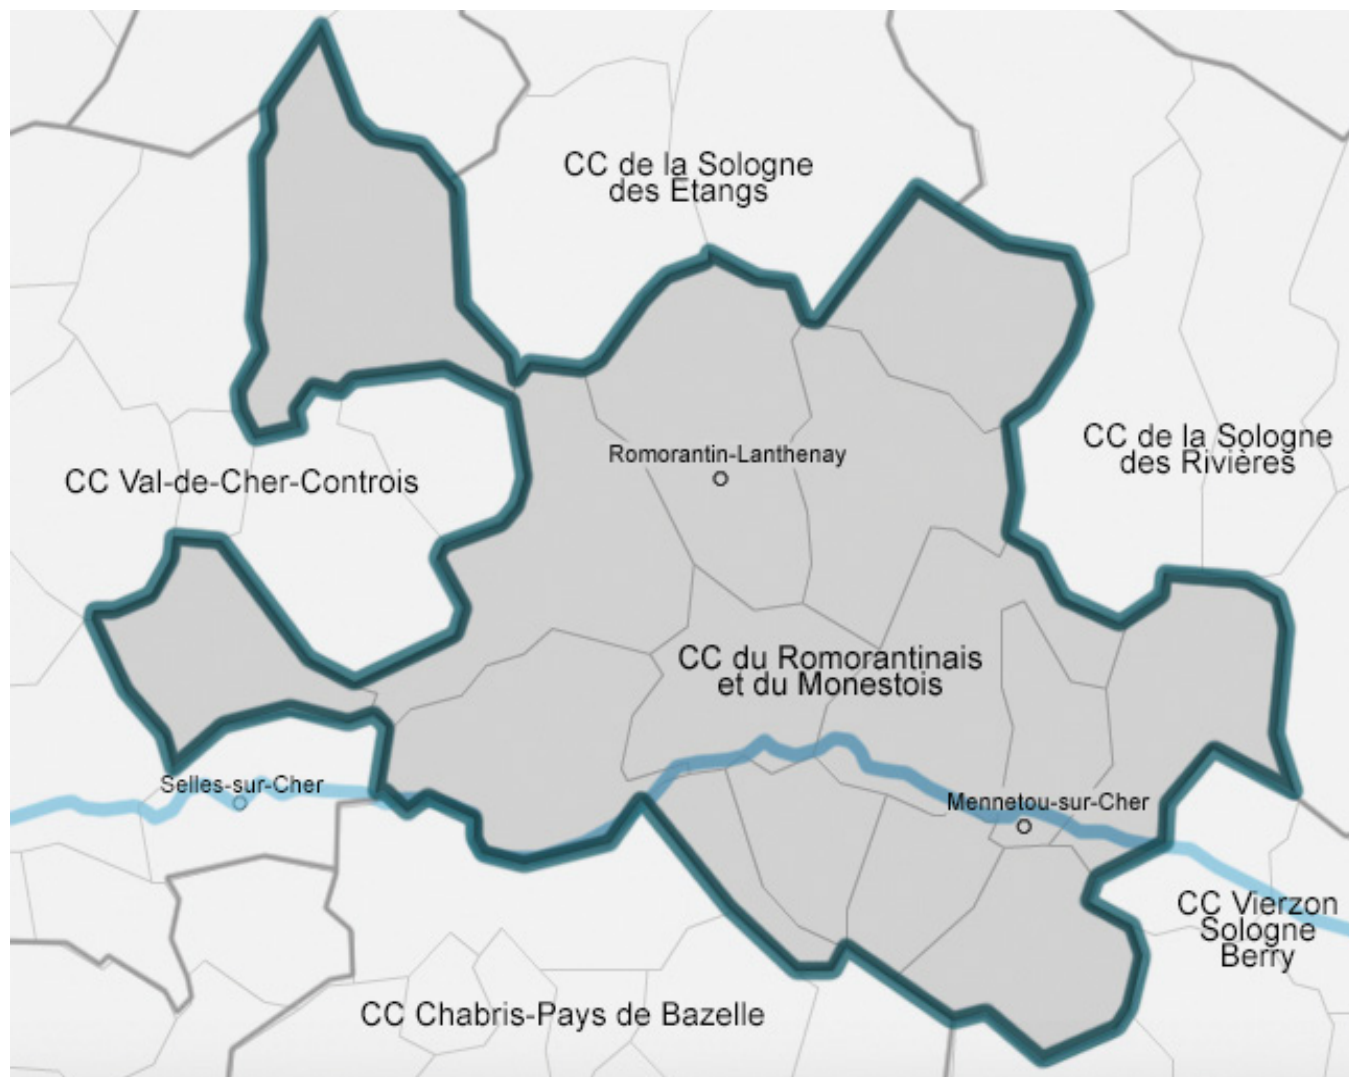 CC de la Sologne
des Etangs
CC de la Sologne
des Rivières
Romorantin-Lanthenay
CC Val-de-Cher-Controis
CC du Romorantinais
et du Monestois
Selles-sur-Cher
Mennetou-sur-Cher
CC Vierzon
Sologne
Berry
CC Chabris-Pays de Bazelle